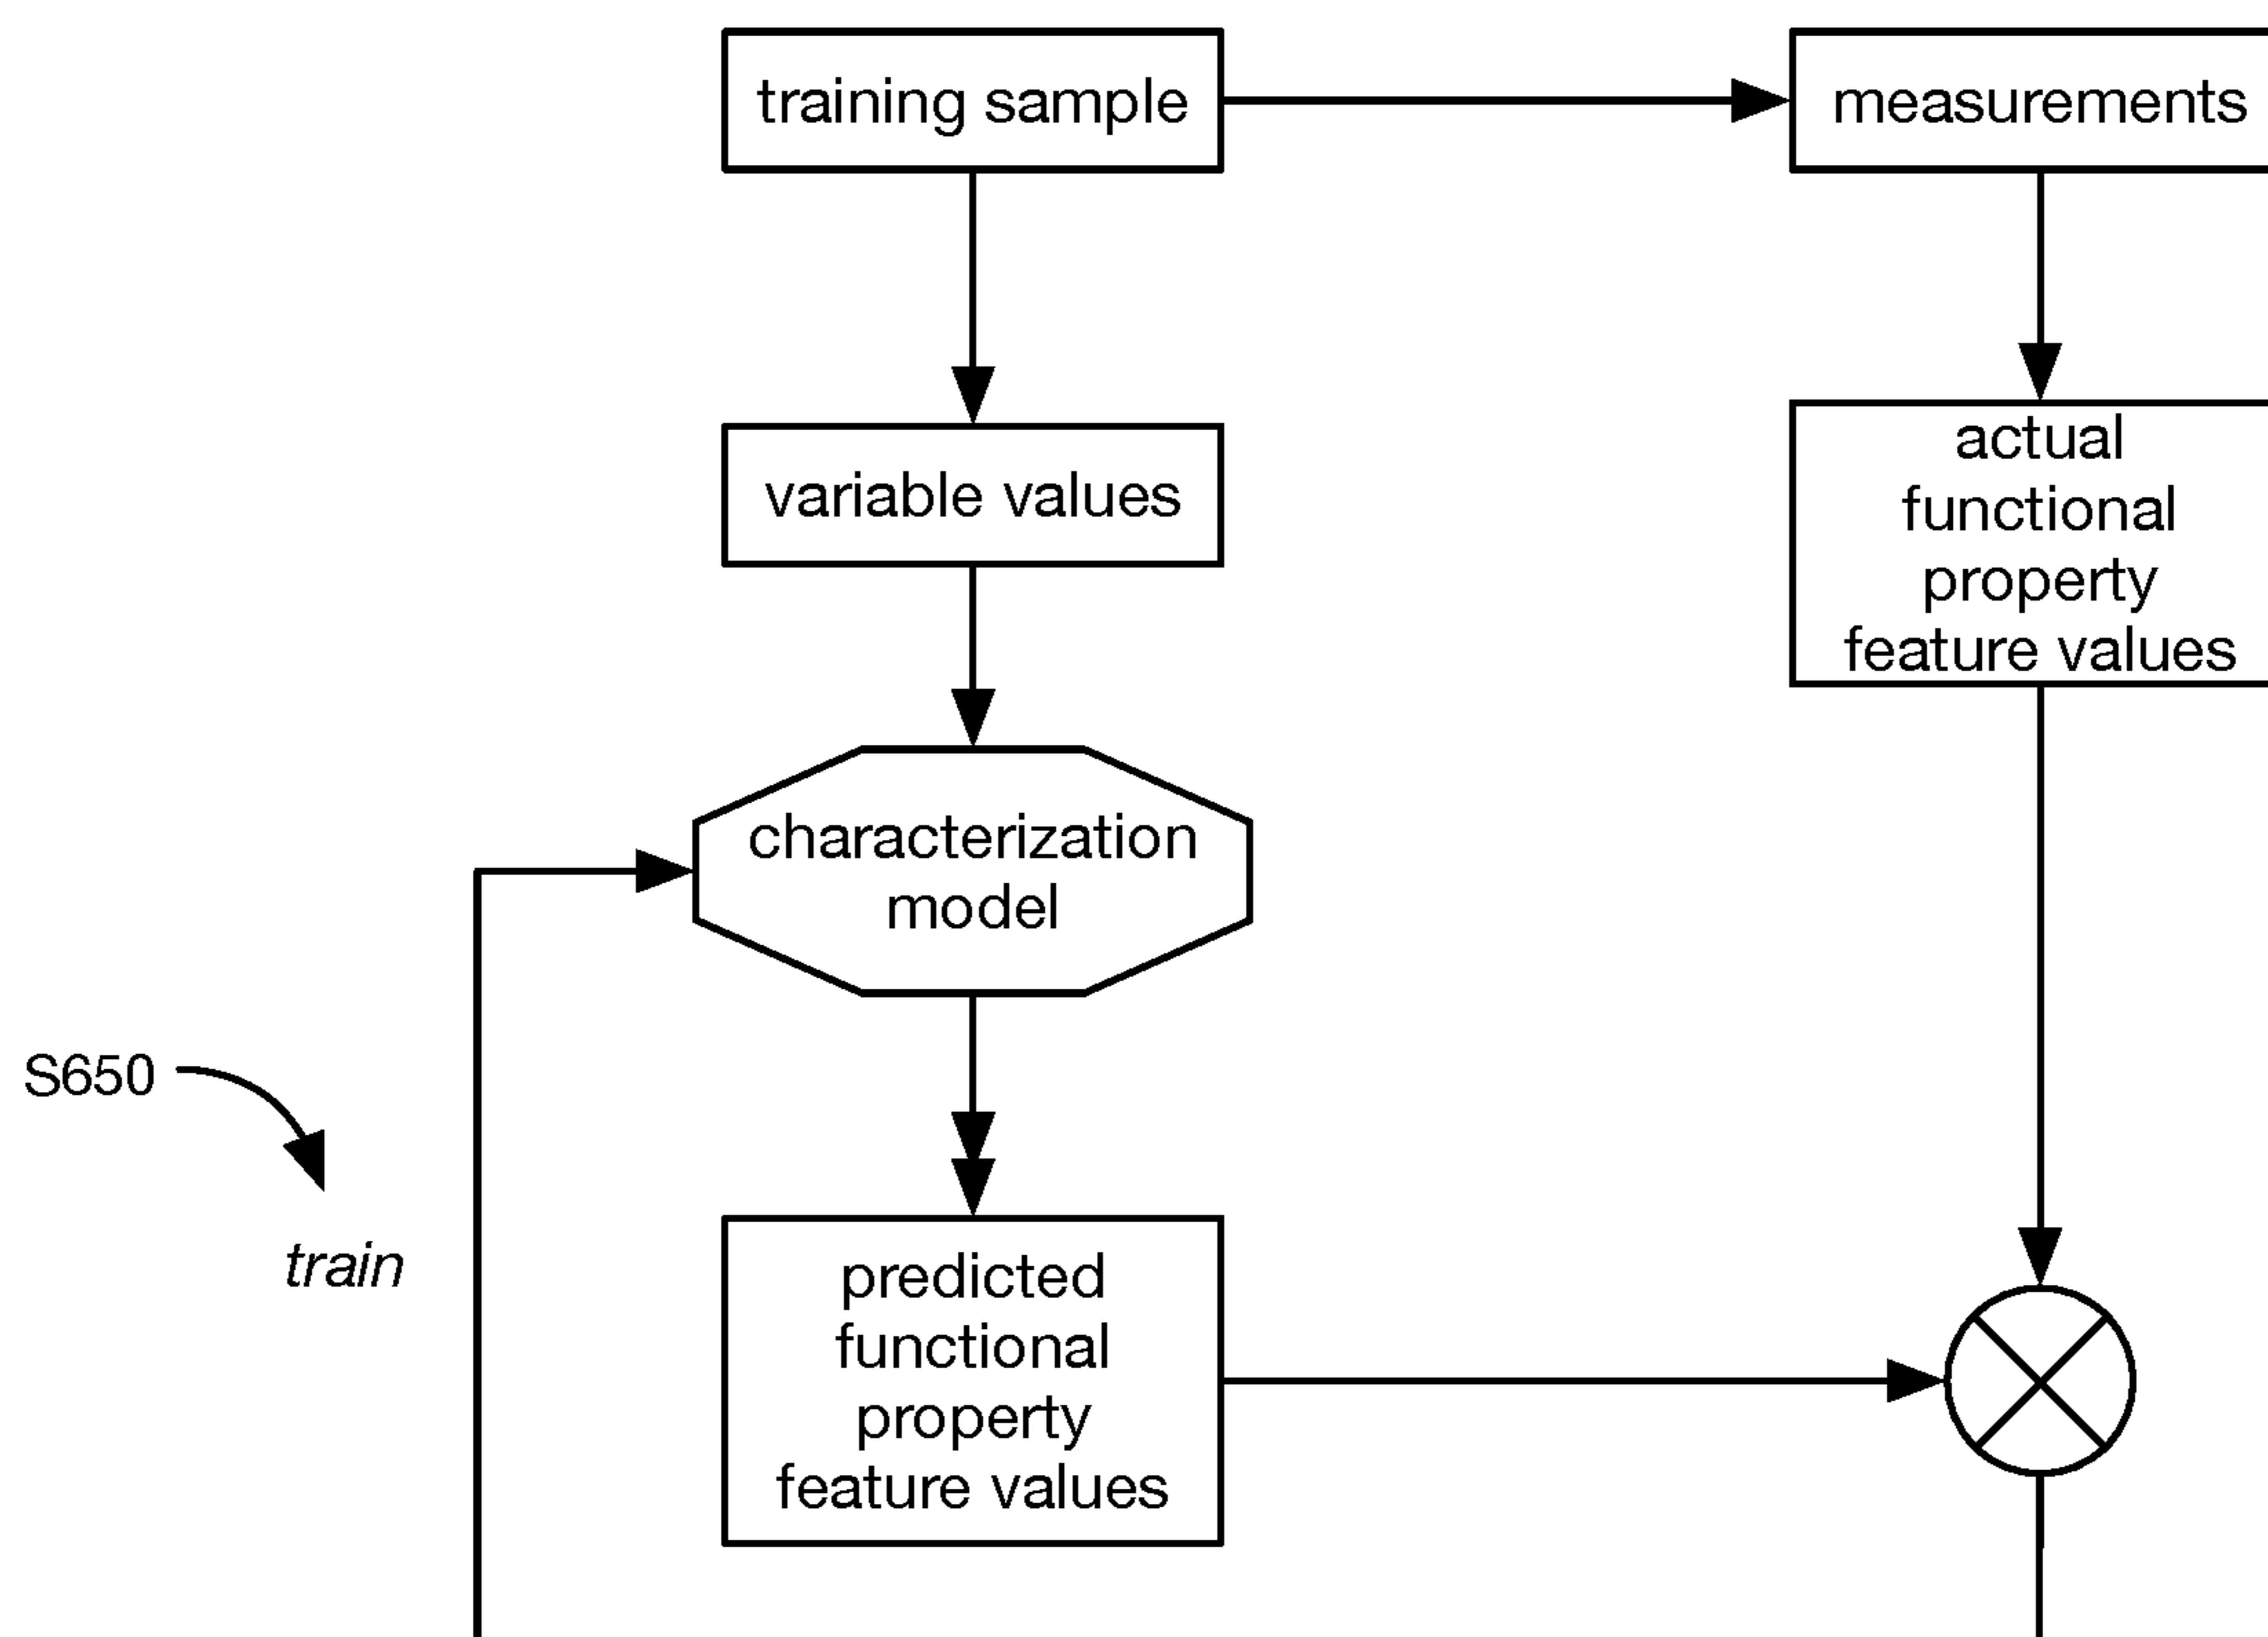 training sample
measurements
variable values
actual
functional
property
feature values
characterization
model
S650
train
predicted
functional
property
feature values